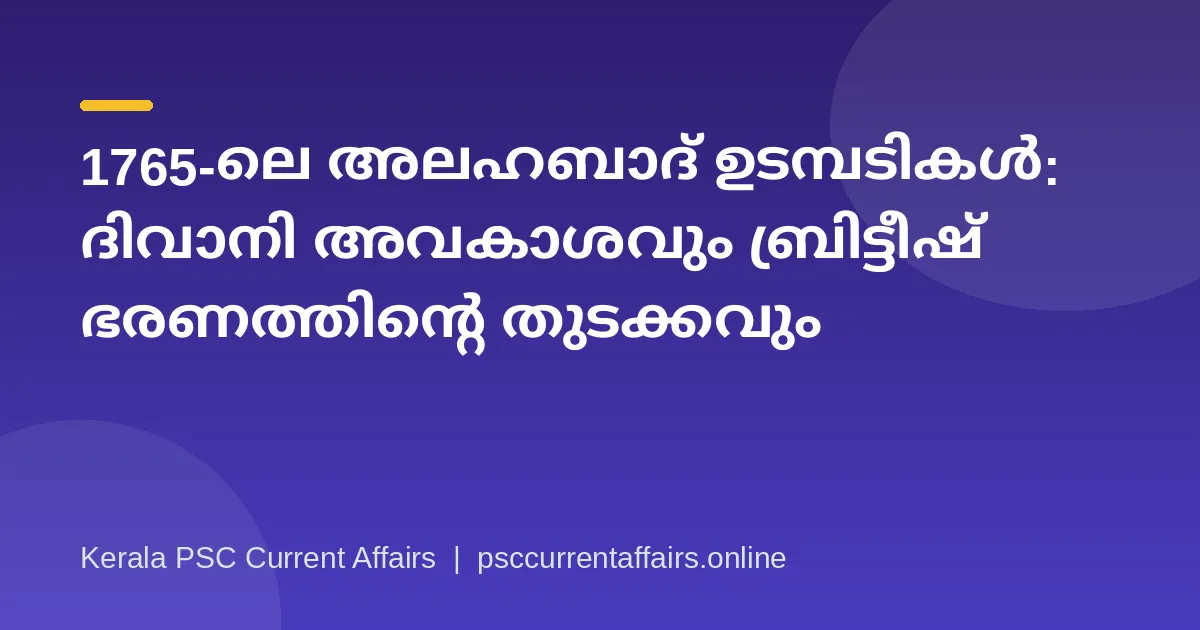 1765-ലെ അലഹബാദ് ഉടമ്പടികൾ:
ദിവാനി അവകാശവും ബ്രിട്ടീഷ്
ഭരണത്തിന്റെ തുടക്കവും
Kerala PSC Current Affairs | psccurrentaffairs.online